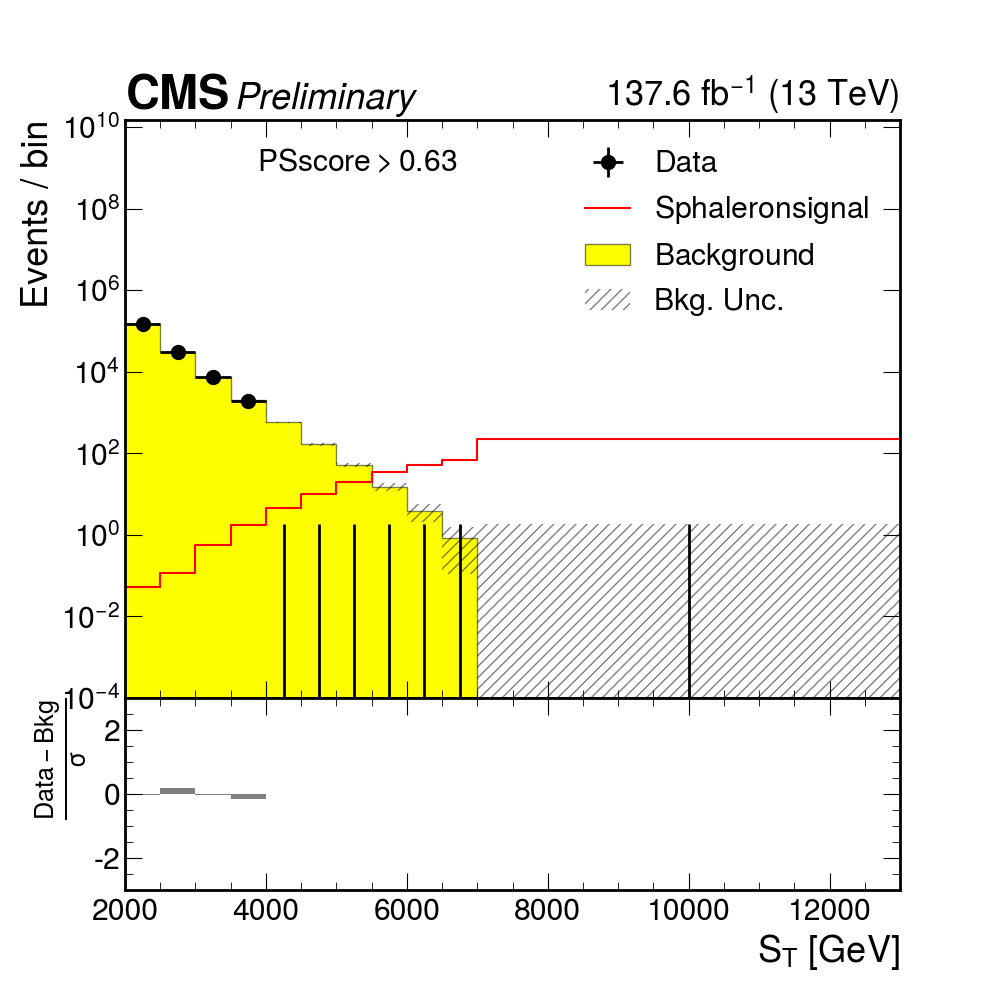 CMS Preliminary 137.6 fb⁻¹ (13 TeV)
Events / bin
PSscore > 0.63
Data
Sphaleronsignal
Background
Bkg. Unc.
10¹⁰
10⁸
10⁶
10⁴
10²
10⁰
10⁻²
10⁻⁴
Data – Bkg
σ
2
0
-2
2000 4000 6000 8000 10000 12000
S_T [GeV]